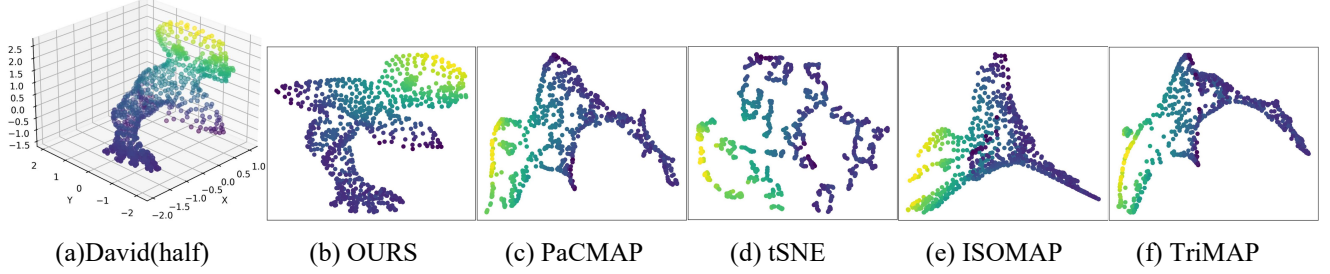 2.5
2.0
1.5
1.0
0.5
0.0
−0.5
−1.0
−1.5
2
1
0
−1
−2
Y
−2.0
−1.5
−1.0
−0.5
0.0
0.5
1.0
X
(a)David(half)
(b) OURS
(c) PaCMAP
(d) tSNE
(e) ISOMAP
(f) TriMAP